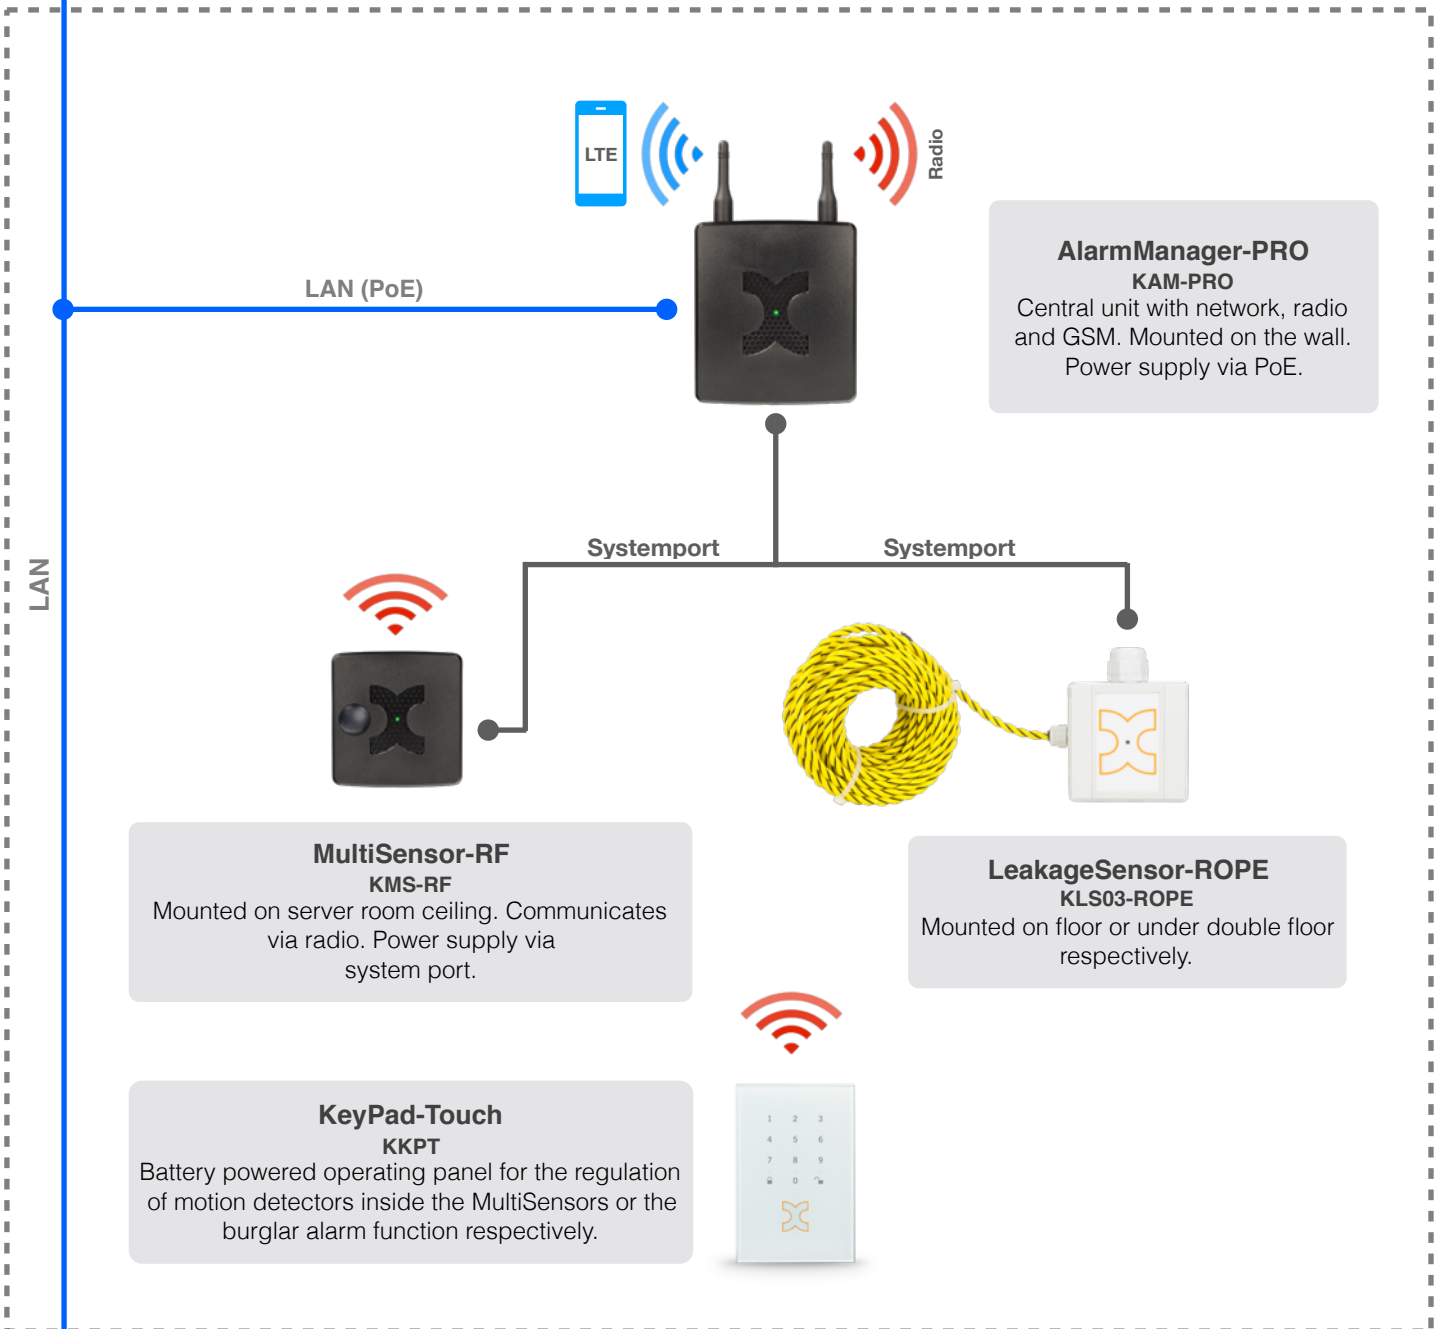 LTE
Radio
AlarmManager-PRO
KAM-PRO
Central unit with network, radio
and GSM. Mounted on the wall.
Power supply via PoE.
LAN (PoE)
Systemport
Systemport
LAN
MultiSensor-RF
KMS-RF
Mounted on server room ceiling. Communicates
via radio. Power supply via
system port.
LeakageSensor-ROPE
KLS03-ROPE
Mounted on floor or under double floor
respectively.
KeyPad-Touch
KKPT
Battery powered operating panel for the regulation
of motion detectors inside the MultiSensors or the
burglar alarm function respectively.
1 2 3
4 5 6
7 8 9
0